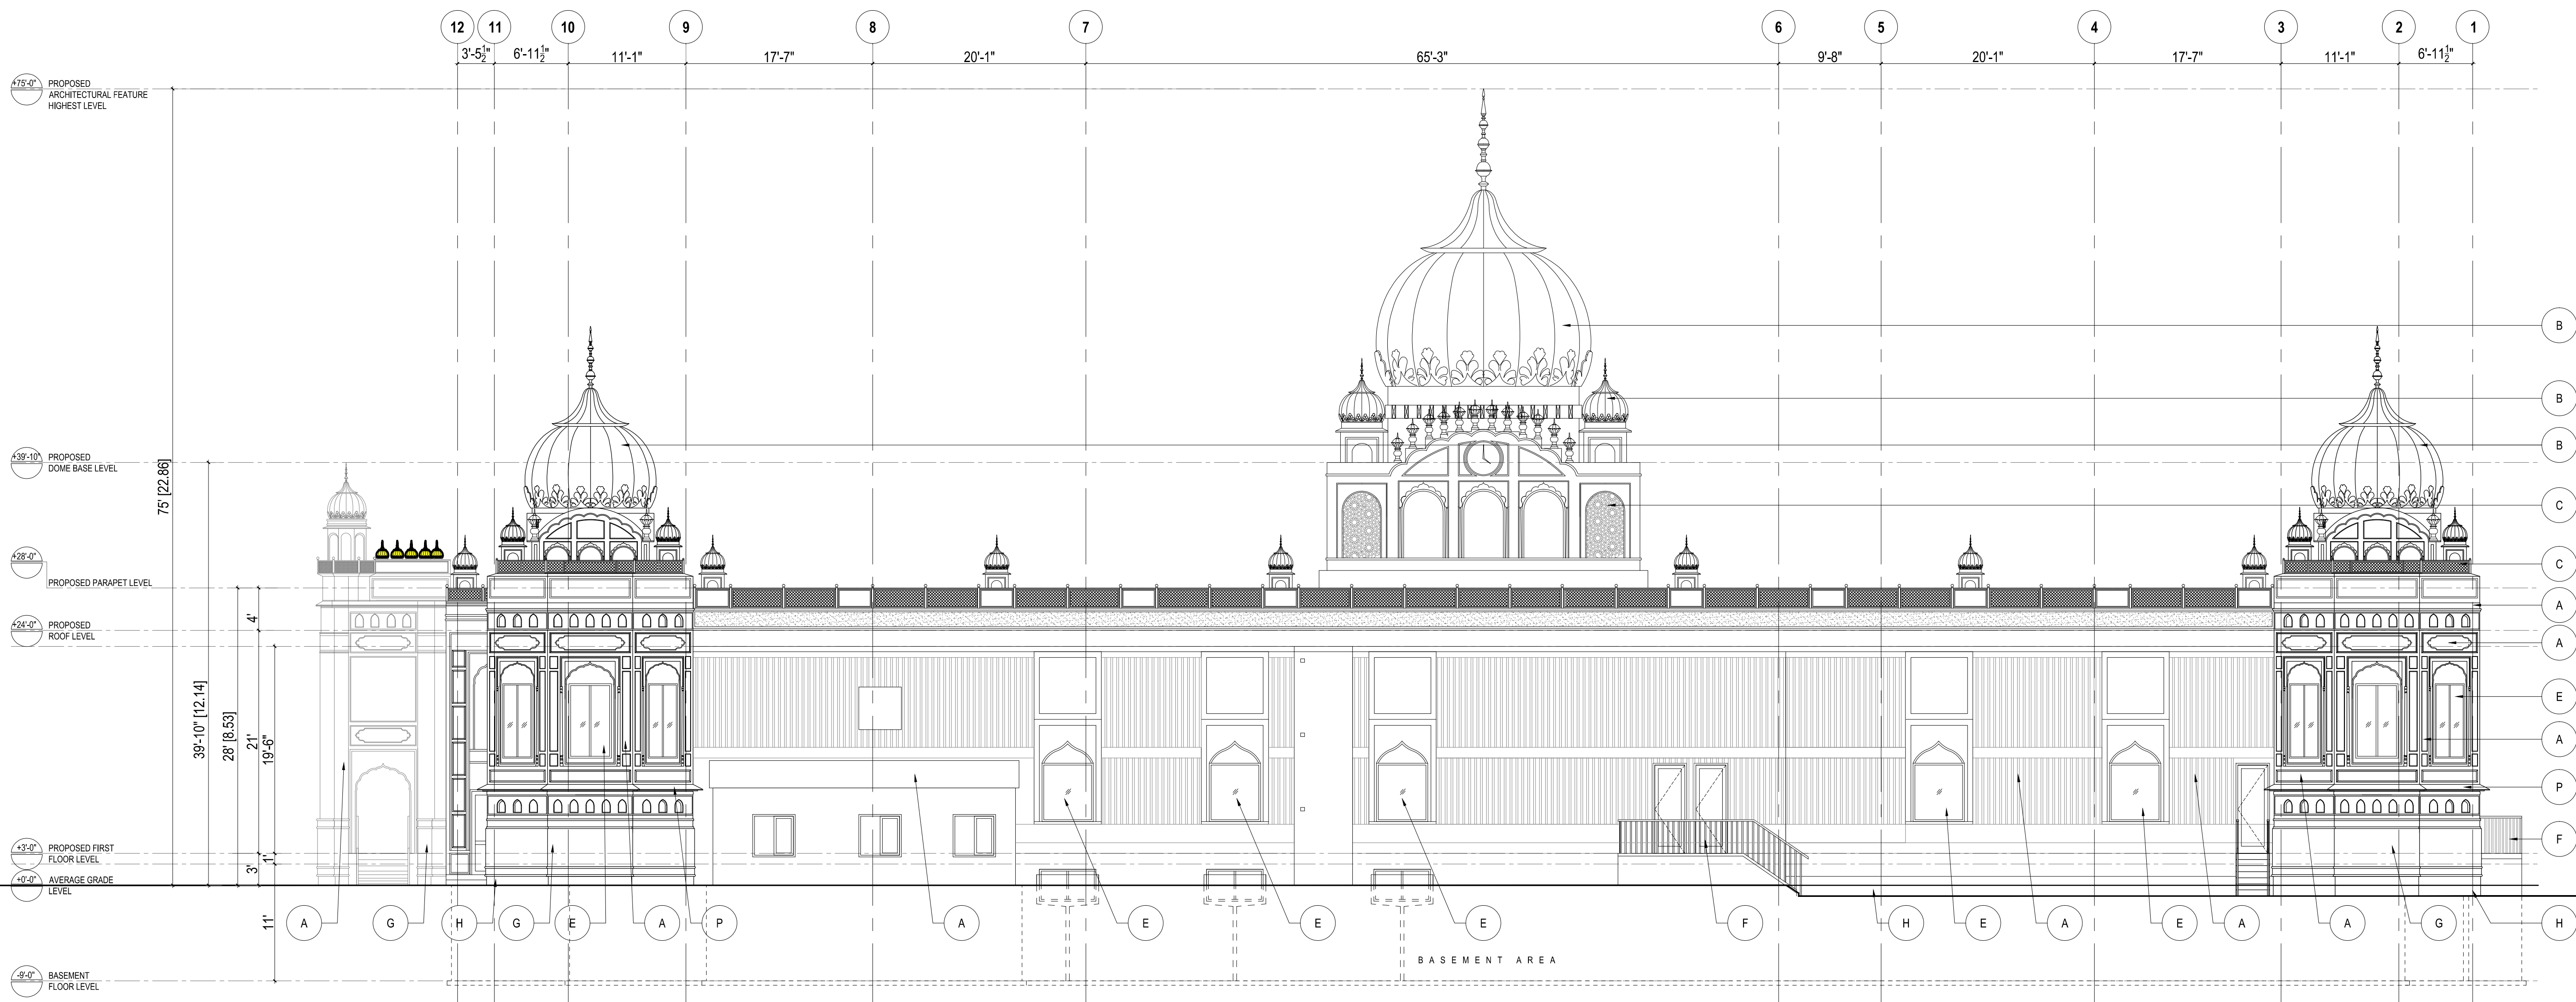 12 11 10 9 8 7 6 5 4 3 2 1
3'-5½" 6'-11½" 11'-1" 17'-7" 20'-1" 65'-3" 9'-8" 20'-1" 17'-7" 11'-1" 6'-11½"
+75'-0" PROPOSED
ARCHITECTURAL FEATURE
HIGHEST LEVEL
B
B
B
+39'-10" PROPOSED
DOME BASE LEVEL
75' [22.86]
C
+28'-0"
PROPOSED PARAPET LEVEL
C
A
4'
+24'-0" PROPOSED
ROOF LEVEL
A
E
39'-10" [12.14]
28' [8.53]
21'
19'-6"
A
P
F
+3'-0" PROPOSED FIRST
FLOOR LEVEL
1'
3'
+0'-0" AVERAGE GRADE
LEVEL
A G H G E A P A E E E F H E A E A A G H
11'
BASEMENT AREA
-9'-0" BASEMENT
FLOOR LEVEL